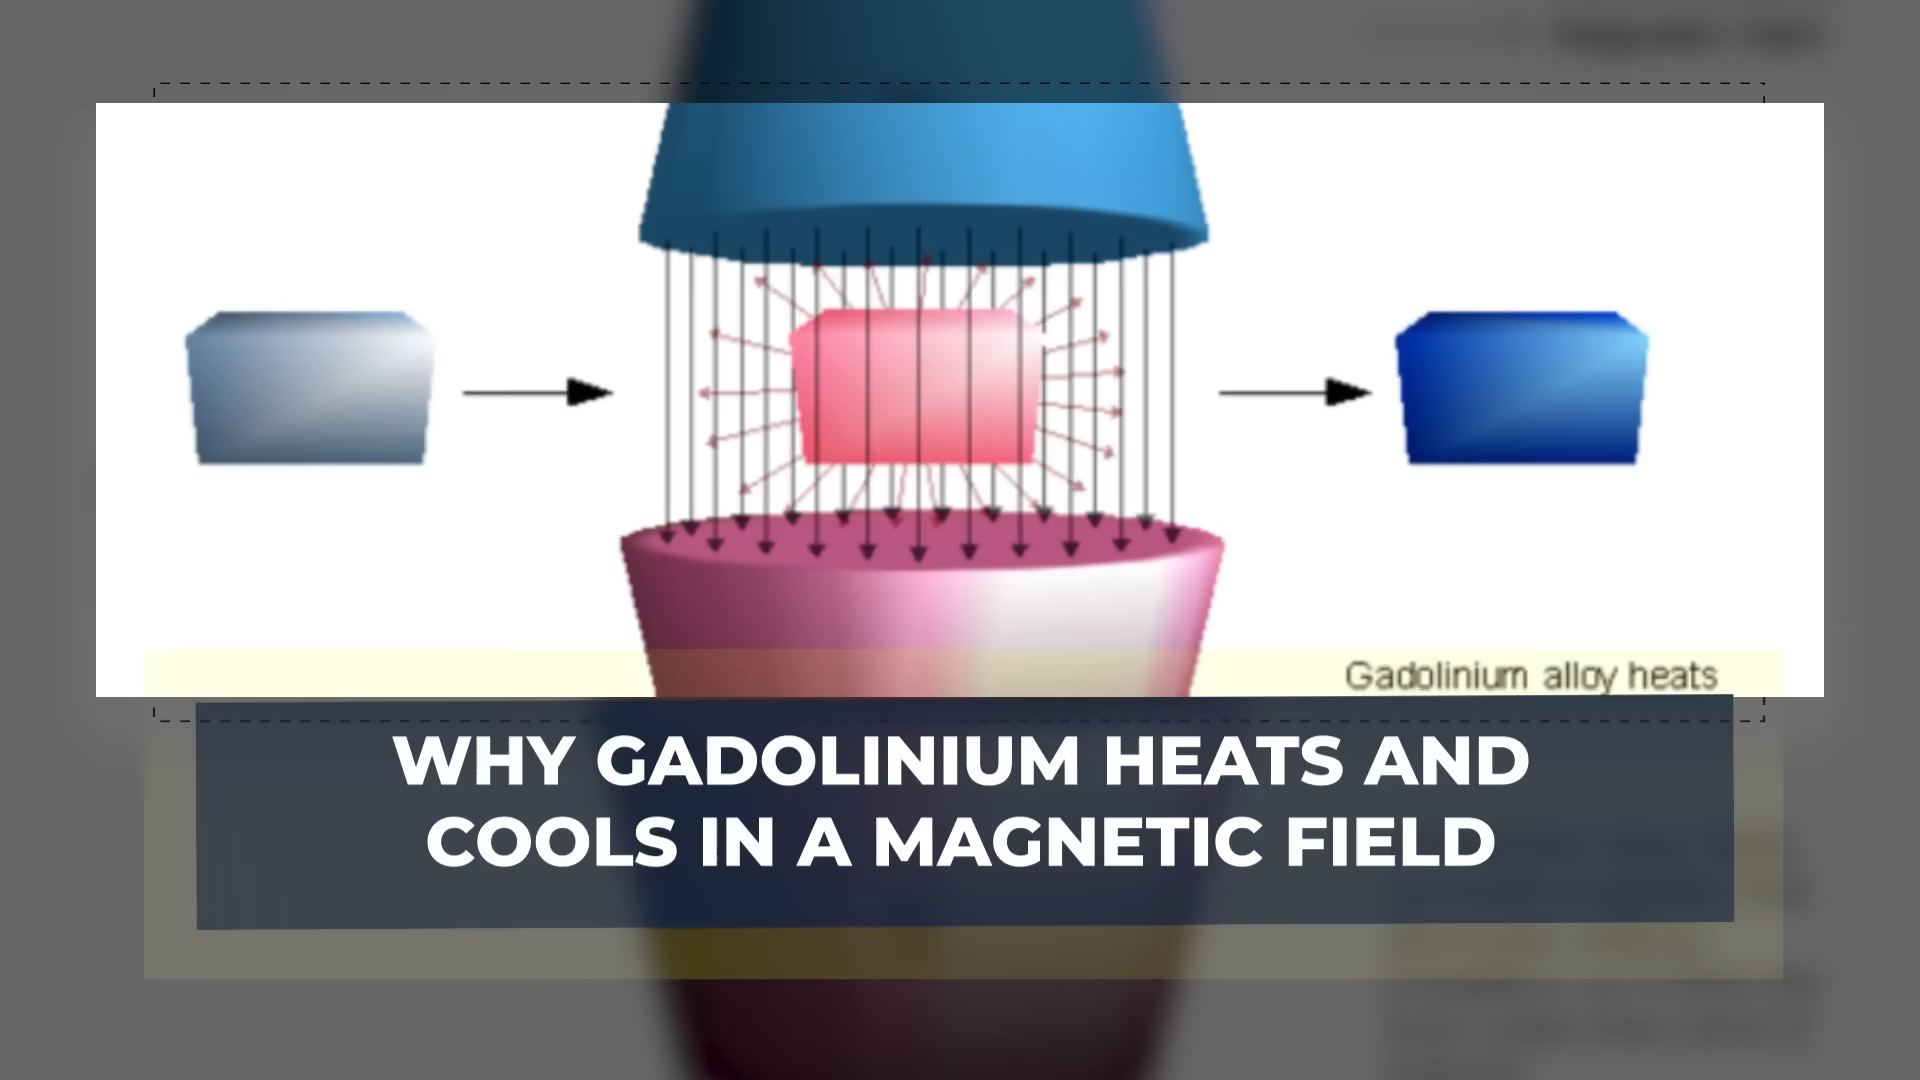 Gadolinium alloy heats
WHY GADOLINIUM HEATS AND
COOLS IN A MAGNETIC FIELD